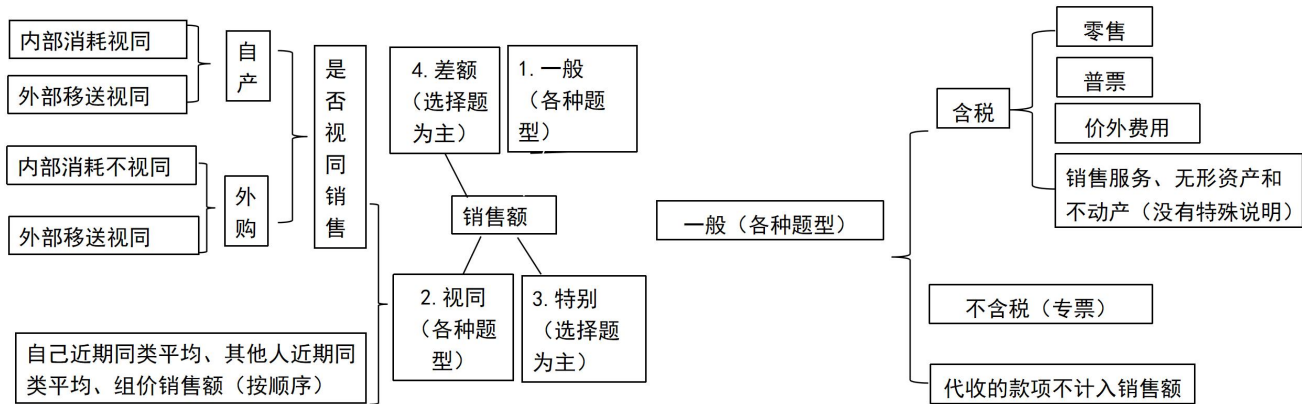 内部消耗视同
外部移送视同
自产
内部消耗不视同
外部移送视同
外购
是否视同销售
自己近期同类平均、其他人近期同
类平均、组价销售额（按顺序）
4.差额
（选择题
为主）
1.一般
（各种题
型）
销售额
2.视同
（各种题
型）
3.特别
（选择题
为主）
一般（各种题型）
含税
零售
普票
价外费用
销售服务、无形资产和
不动产（没有特殊说明）
不含税（专票）
代收的款项不计入销售额